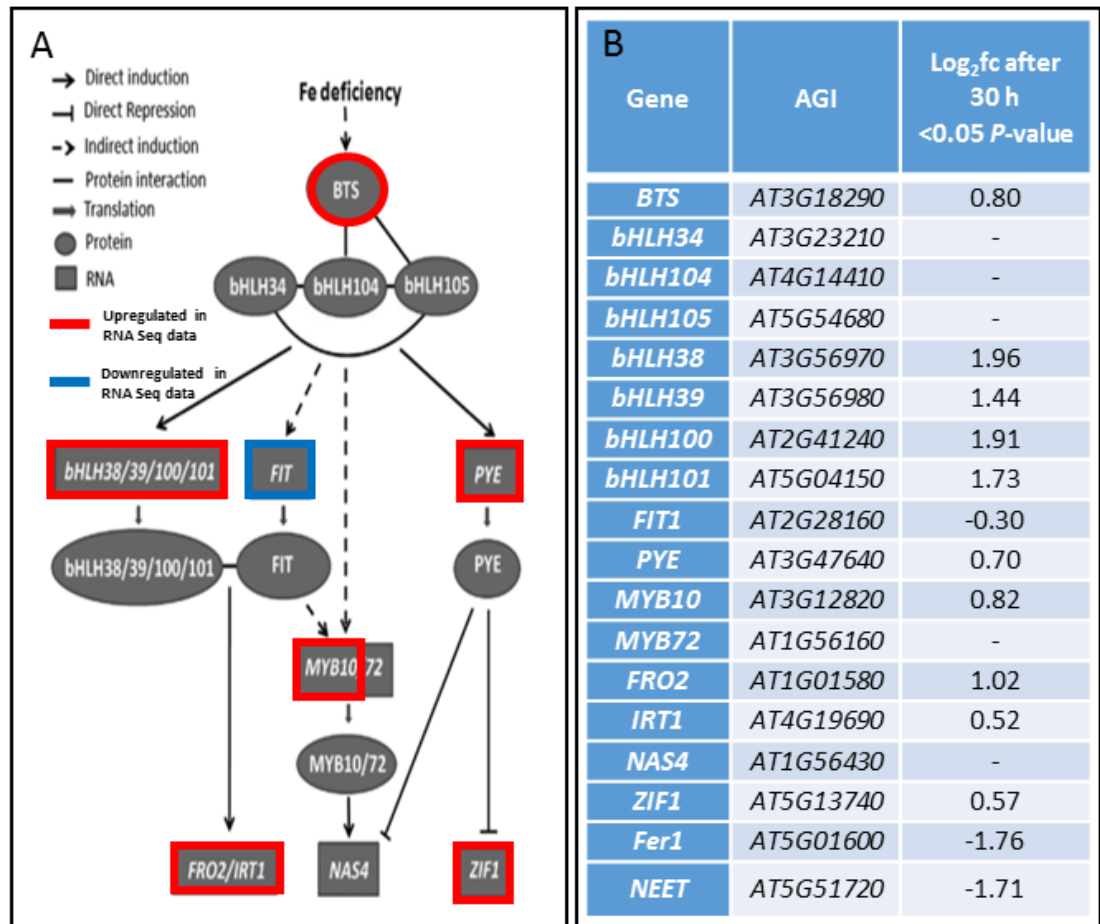 A
Direct induction
Direct Repression
Indirect induction
Protein interaction
Translation
Protein
RNA
Upregulated in
RNA Seq data
Downregulated in
RNA Seq data
Fe deficiency
BTS
bHLH34 bHLH104 bHLH105
bHLH38/39/100/101 FIT PYE
bHLH38/39/100/101 FIT PYE
MYB10/72
MYB10/72
FRO2/IRT1 NAS4 ZIF1
B
Gene AGI Log₂fc after
30 h
<0.05 P-value
BTS AT3G18290 0.80
bHLH34 AT3G23210 -
bHLH104 AT4G14410 -
bHLH105 AT5G54680 -
bHLH38 AT3G56970 1.96
bHLH39 AT3G56980 1.44
bHLH100 AT2G41240 1.91
bHLH101 AT5G04150 1.73
FIT1 AT2G28160 -0.30
PYE AT3G47640 0.70
MYB10 AT3G12820 0.82
MYB72 AT1G56160 -
FRO2 AT1G01580 1.02
IRT1 AT4G19690 0.52
NAS4 AT1G56430 -
ZIF1 AT5G13740 0.57
Fer1 AT5G01600 -1.76
NEET AT5G51720 -1.71